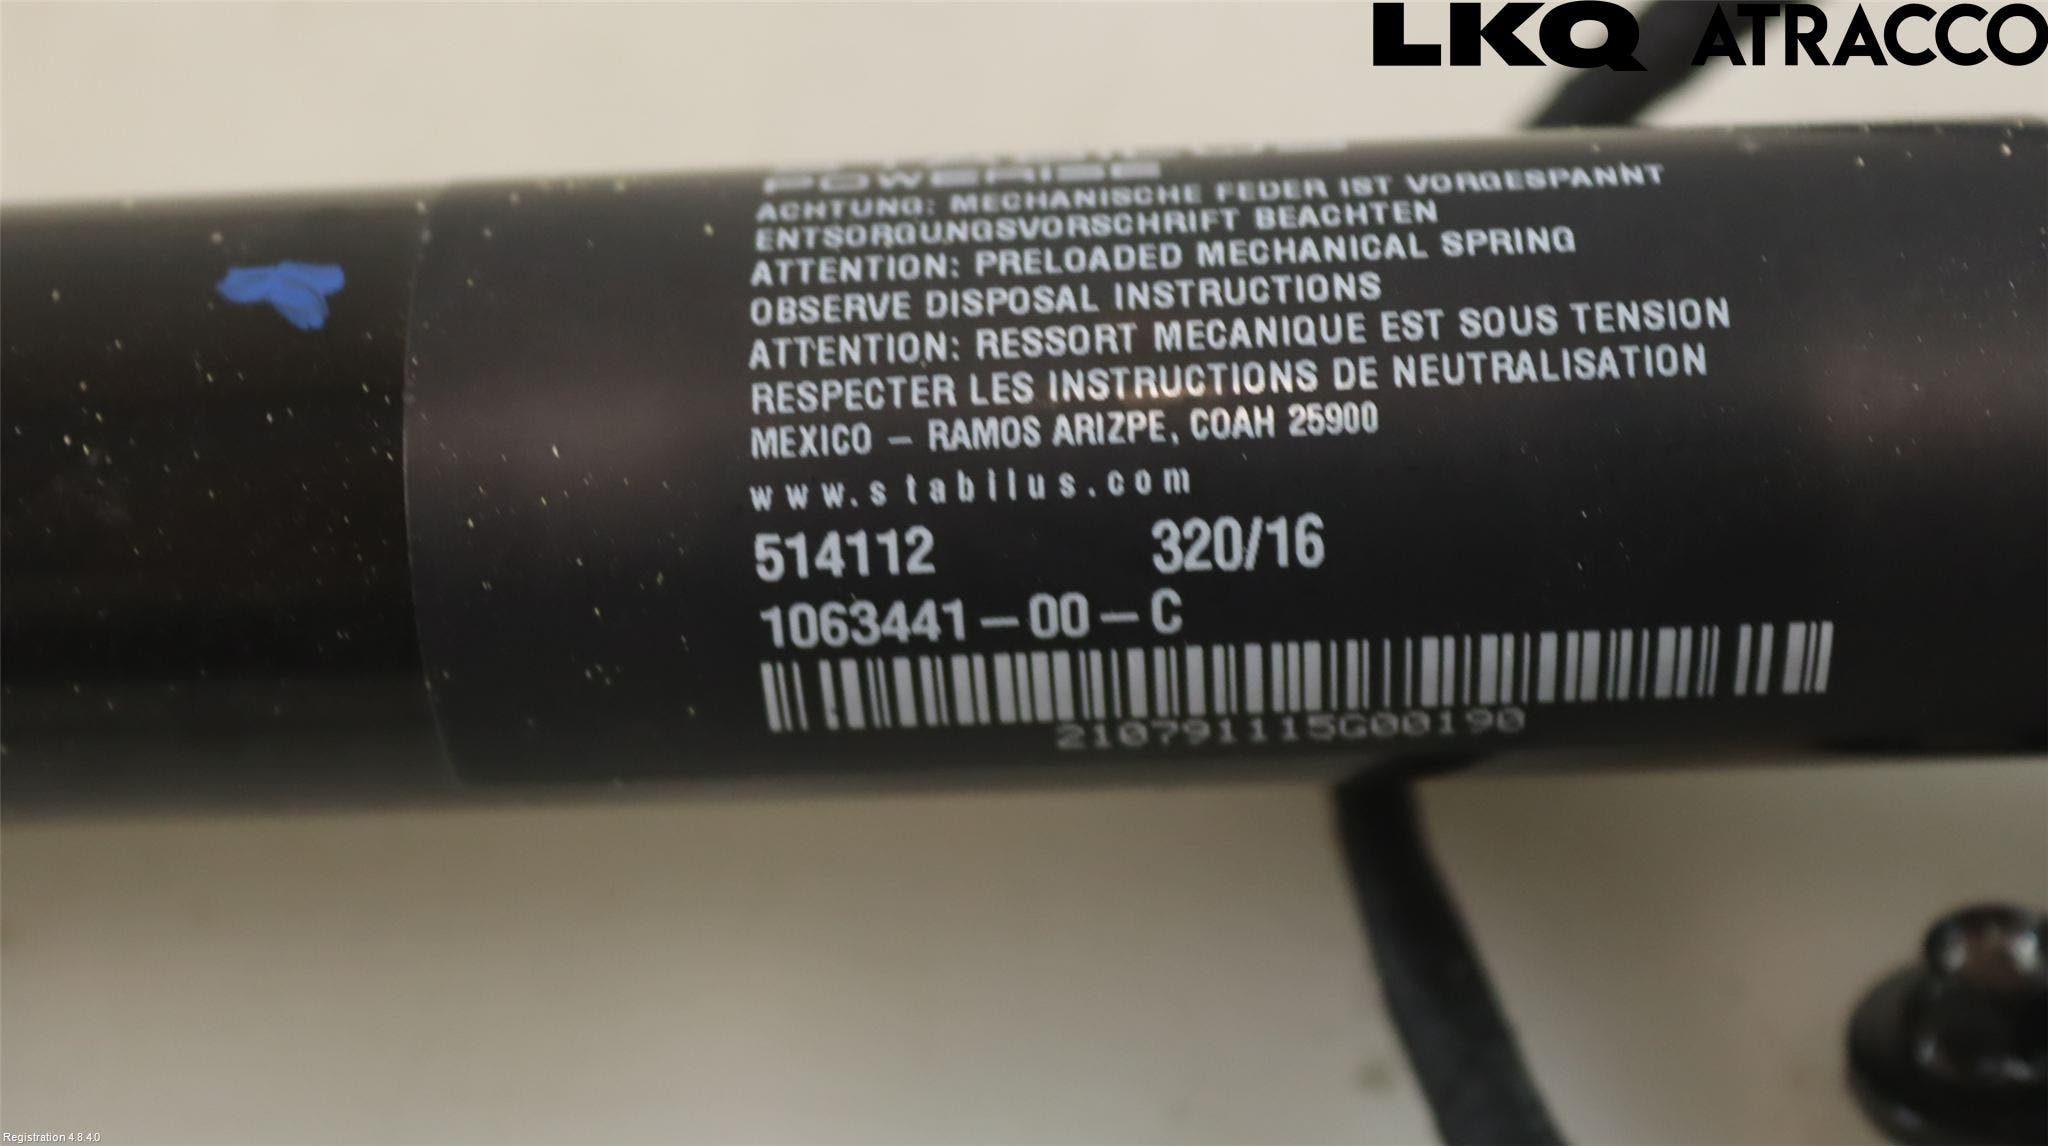 LKQ ATRACCO
POWERISE
ACHTUNG: MECHANISCHE FEDER IST VORGESPANNT
ENTSORGUNGSVORSCHRIFT BEACHTEN
ATTENTION: PRELOADED MECHANICAL SPRING
OBSERVE DISPOSAL INSTRUCTIONS
ATTENTION: RESSORT MECANIQUE EST SOUS TENSION
RESPECTER LES INSTRUCTIONS DE NEUTRALISATION
MEXICO - RAMOS ARIZPE, COAH 25900
www.stabilus.com
514112 320/16
1063441-00-C
210791115G00190
Registration 4.8.4.0